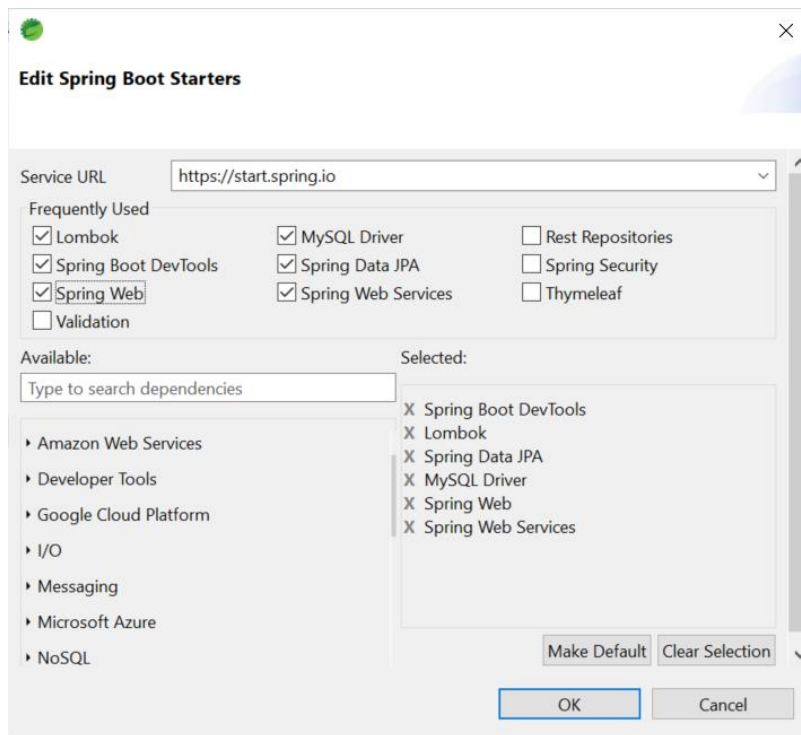 Edit Spring Boot Starters
Service URL https://start.spring.io
Frequently Used
Lombok MySQL Driver Rest Repositories
Spring Boot DevTools Spring Data JPA Spring Security
Spring Web Spring Web Services Thymeleaf
Validation
Available:
Type to search dependencies
Amazon Web Services
Developer Tools
Google Cloud Platform
I/O
Messaging
Microsoft Azure
NoSQL
Selected:
X Spring Boot DevTools
X Lombok
X Spring Data JPA
X MySQL Driver
X Spring Web
X Spring Web Services
Make Default Clear Selection
OK Cancel